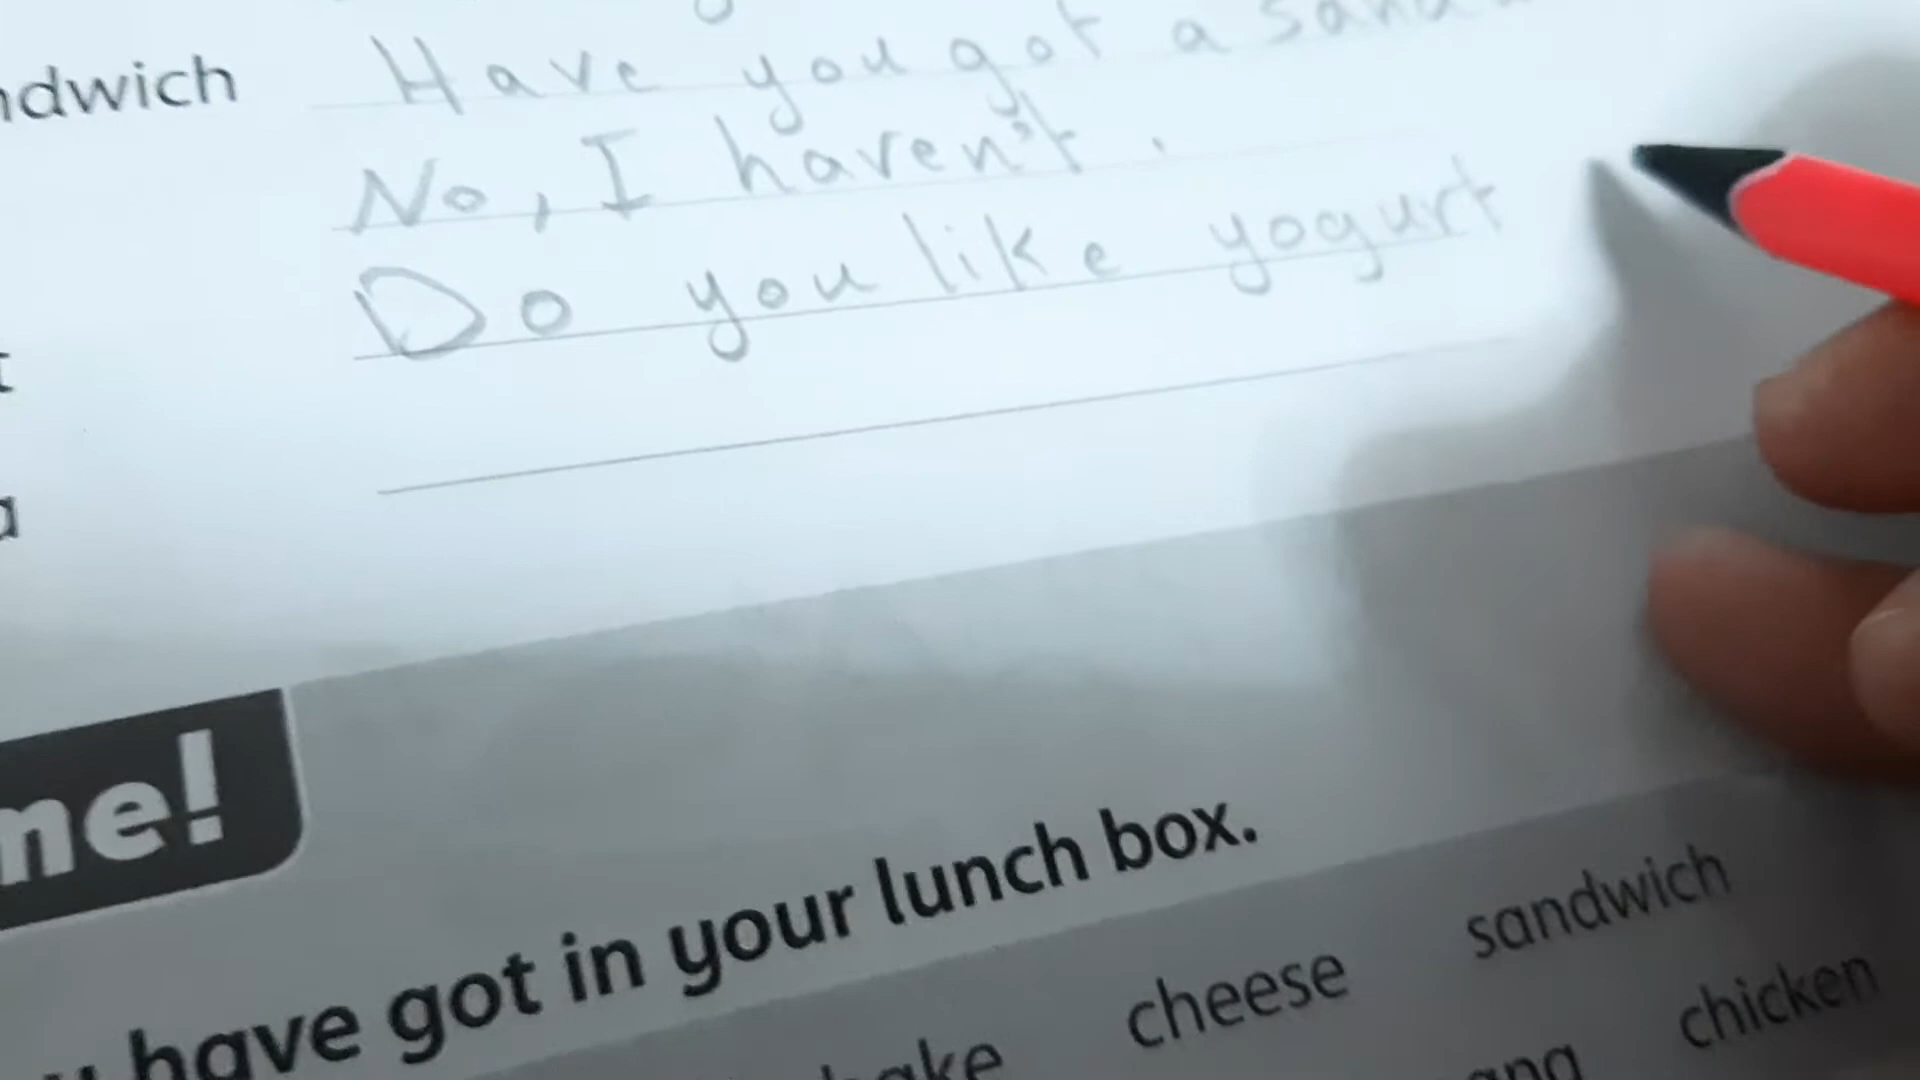 Have you got a
No, I haven't.
Do you like yogurt
me!
have got in your lunch box.
cheese sandwich
chicken